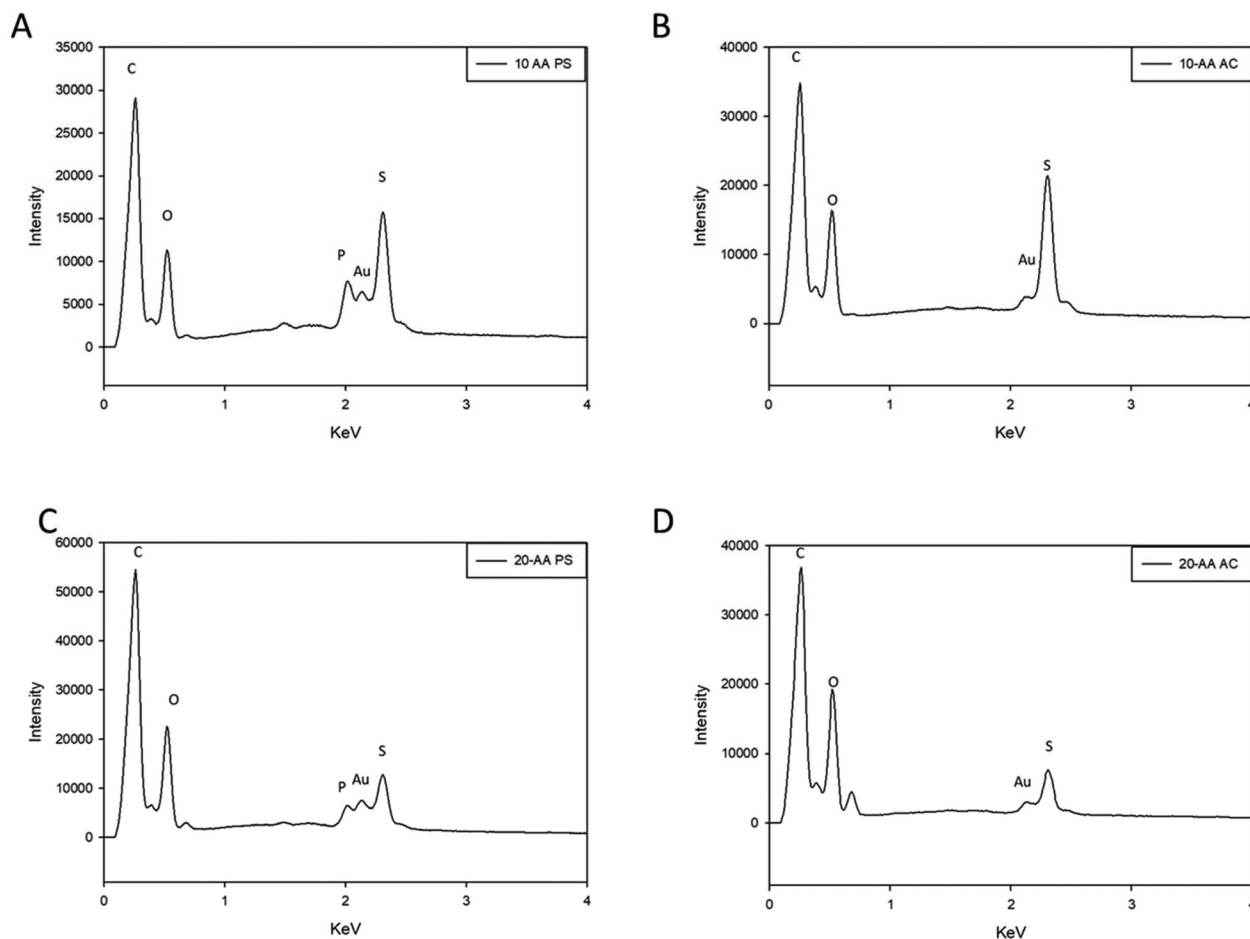 A
10 AA PS
35000
30000
25000
20000
15000
10000
5000
0
Intensity
C
O
P
Au
S
0 1 2 3 4
KeV
B
10-AA AC
40000
30000
20000
10000
0
Intensity
C
O
Au
S
0 1 2 3 4
KeV
C
20-AA PS
60000
50000
40000
30000
20000
10000
0
Intensity
C
O
P
Au
S
0 1 2 3 4
KeV
D
20-AA AC
40000
30000
20000
10000
0
Intensity
C
O
Au
S
0 1 2 3 4
KeV